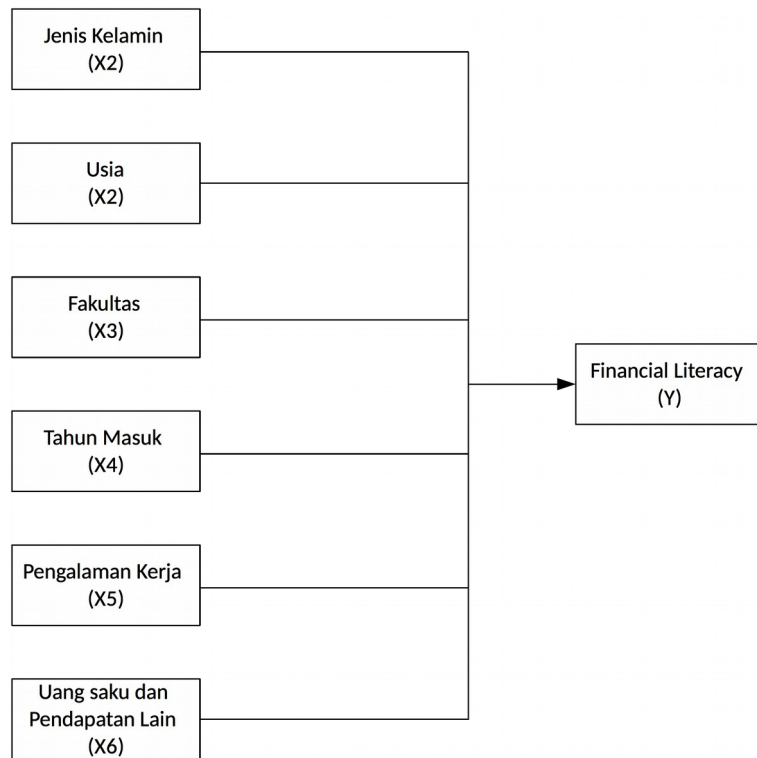 Jenis Kelamin
(X2)
Usia
(X2)
Fakultas
(X3)
Tahun Masuk
(X4)
Pengalaman Kerja
(X5)
Uang saku dan
Pendapatan Lain
(X6)
Financial Literacy
(Y)